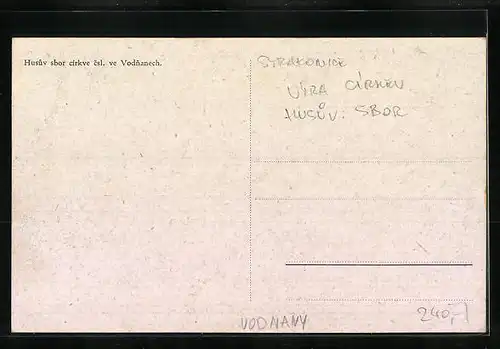 Husův sbor církve čsl. ve Vodňanech.
STRAKONICE
VÍRA CÍRKEV
HUSŮV. SBOR
VODNANY
240,-